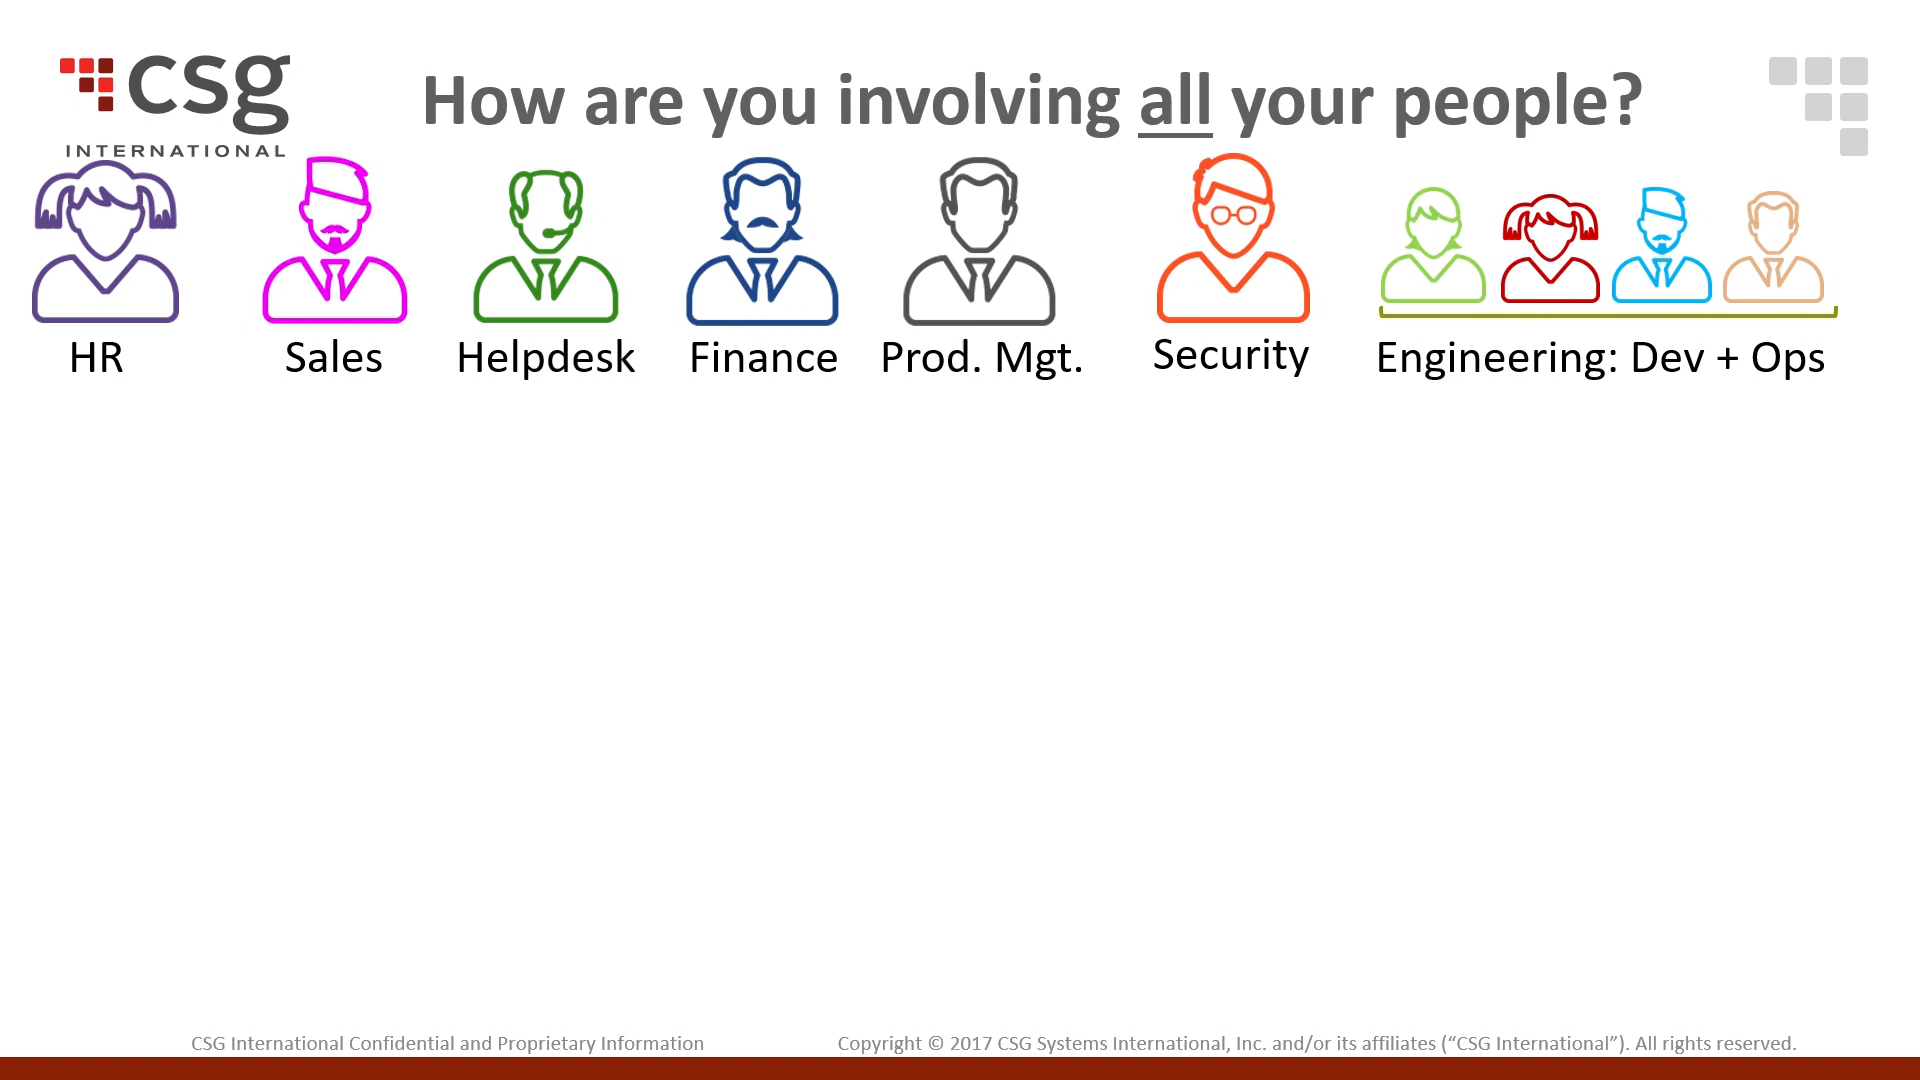 csg
INTERNATIONAL
How are you involving all your people?
HR
Sales
Helpdesk
Finance
Prod. Mgt.
Security
Engineering: Dev + Ops
CSG International Confidential and Proprietary Information
Copyright © 2017 CSG Systems International, Inc. and/or its affiliates (“CSG International”). All rights reserved.